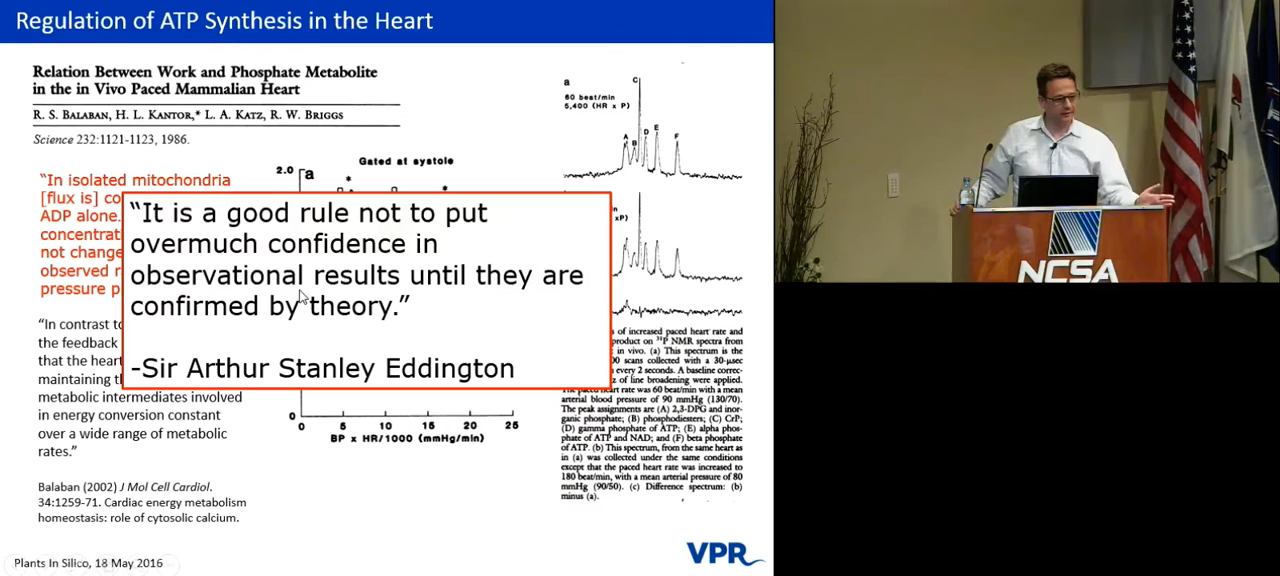 Regulation of ATP Synthesis in the Heart
Relation Between Work and Phosphate Metabolite
in the in Vivo Paced Mammalian Heart
R. S. BALABAN, H. L. KANTOR,* L. A. KATZ, R. W. BRIGGS
Science 232:1121-1123, 1986.
"In isolated mitochondria
[flux is] co
ADP alone.
concentrat
not change
observed r
pressure p
"It is a good rule not to put
overmuch confidence in
observational results until they are
confirmed by theory."
-Sir Arthur Stanley Eddington
"In contrast to
the feedback
that the heart
maintaining th
metabolic intermediates involved
in energy conversion constant
over a wide range of metabolic
rates."
Balaban (2002) J Mol Cell Cardiol.
34:1259-71. Cardiac energy metabolism
homeostasis: role of cytosolic calcium.
Gated at systole
2.0
a
*
*
0
0 5 10 15 20 25
BP x HR/1000 (mmHg/min)
a
60 beat/min
5,400 (HR x P)
A B C D E F
n
xP)
of increased paced heart rate and
product on 31P NMR spectra from
in vivo. (a) This spectrum is the
00 scans collected with a 30-μsec
every 2 seconds. A baseline correc-
z of line broadening were applied.
The paced heart rate was 60 beat/min with a mean
arterial blood pressure of 90 mmHg (130/70).
The peak assignments are (A) 2,3-DPG and inor-
ganic phosphate; (B) phosphodiesters; (C) CrP;
(D) gamma phosphate of ATP; (E) alpha phos-
phate of ATP and NAD; and (F) beta phosphate
of ATP. (b) This spectrum, from the same heart as
in (a) was collected under the same conditions
except that the paced heart rate was increased to
180 beat/min, with a mean arterial pressure of 80
mmHg (90/50). (c) Difference spectrum: (b)
minus (a).
Plants In Silico, 18 May 2016
VPR
NCSA